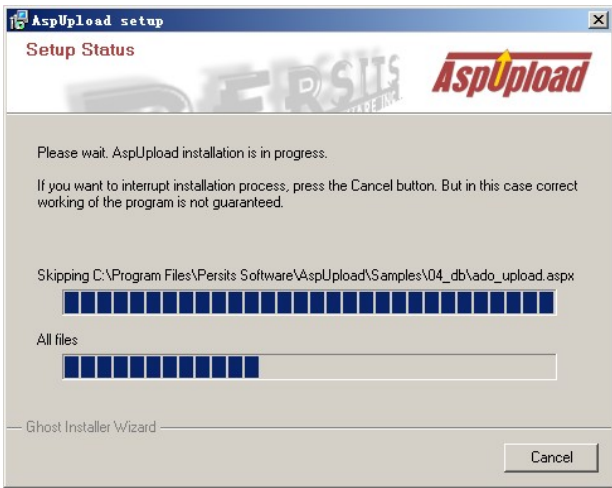 AspUpload setup
Setup Status
PERSITS
AspUpload
Please wait. AspUpload installation is in progress.
If you want to interrupt installation process, press the Cancel button. But in this case correct
working of the program is not guaranteed.
Skipping C:\Program Files\Persits Software\AspUpload\Samples\04_db\ado_upload.aspx
All files
Ghost Installer Wizard
Cancel